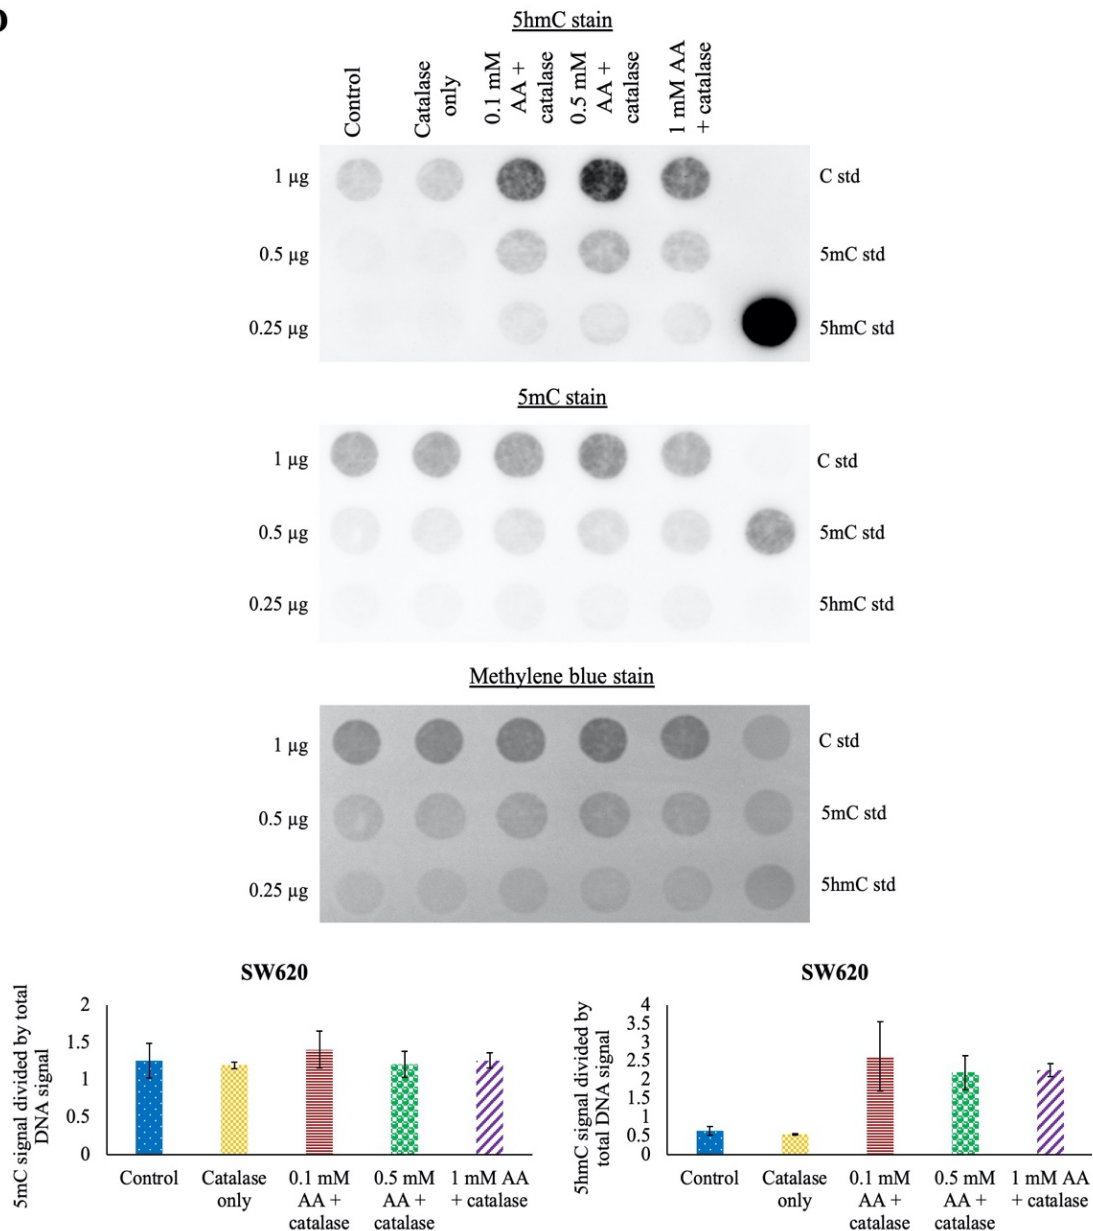 5hmC stain
Control
Catalase
only
0.1 mM
AA +
catalase
0.5 mM
AA +
catalase
1 mM AA
+ catalase
1 µg
C std
0.5 µg
5mC std
0.25 µg
5hmC std
5mC stain
1 µg
C std
0.5 µg
5mC std
0.25 µg
5hmC std
Methylene blue stain
1 µg
C std
0.5 µg
5mC std
0.25 µg
5hmC std
SW620
5mC signal divided by total
DNA signal
2
1.5
1
0.5
0
Control
Catalase
only
0.1 mM
AA +
catalase
0.5 mM
AA +
catalase
1 mM AA
+ catalase
SW620
5hmC signal divided by
total DNA signal
4
3.5
3
2.5
2
1.5
1
0.5
0
Control
Catalase
only
0.1 mM
AA +
catalase
0.5 mM
AA +
catalase
1 mM AA
+ catalase